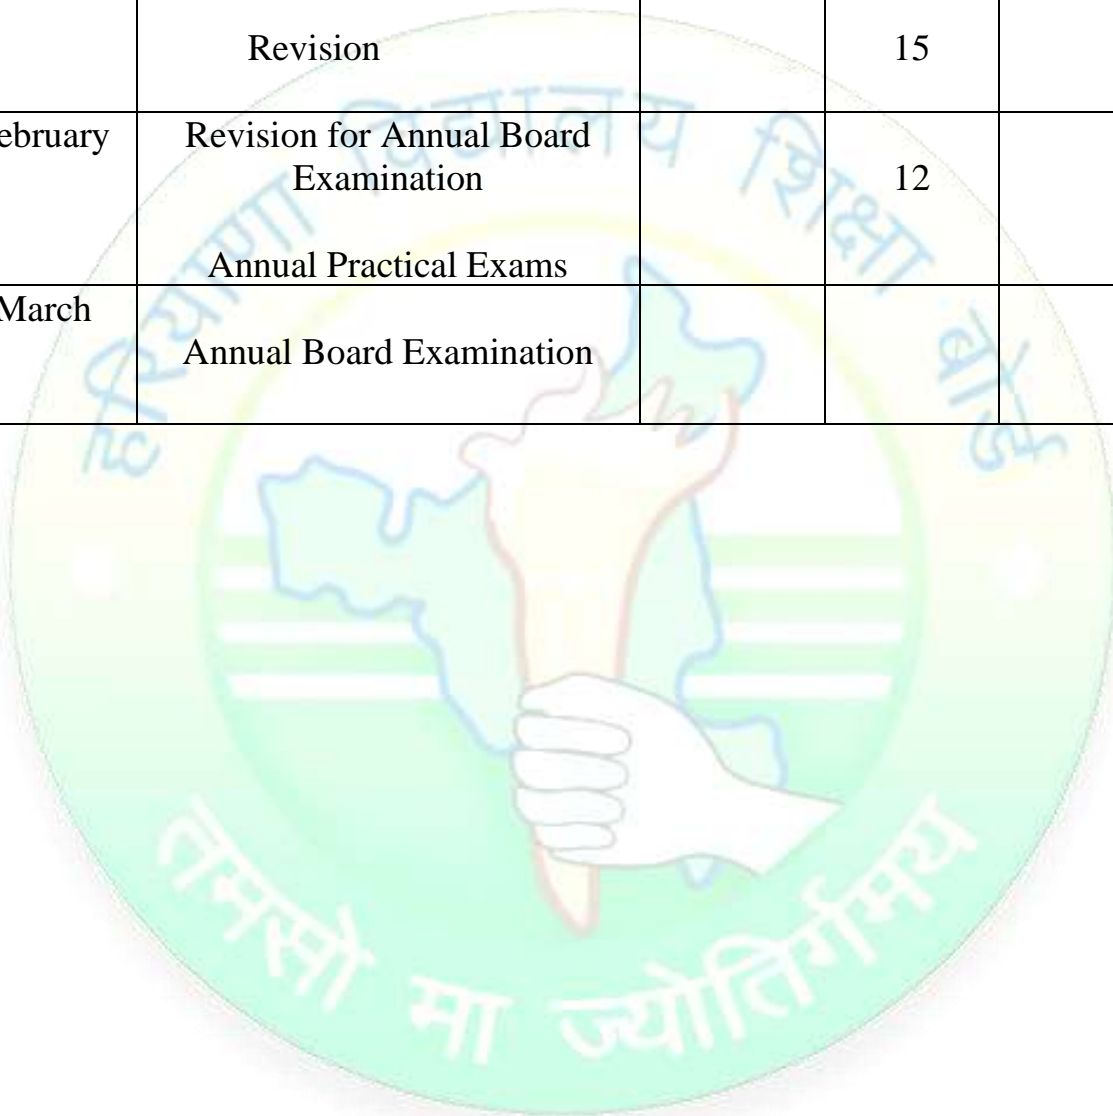 Revision 15
ebruary Revision for Annual Board
Examination 12
Annual Practical Exams
March
Annual Board Examination
हरियाणा विद्यालय शिक्षा बोर्ड
तमसो मा ज्योतिर्गमय